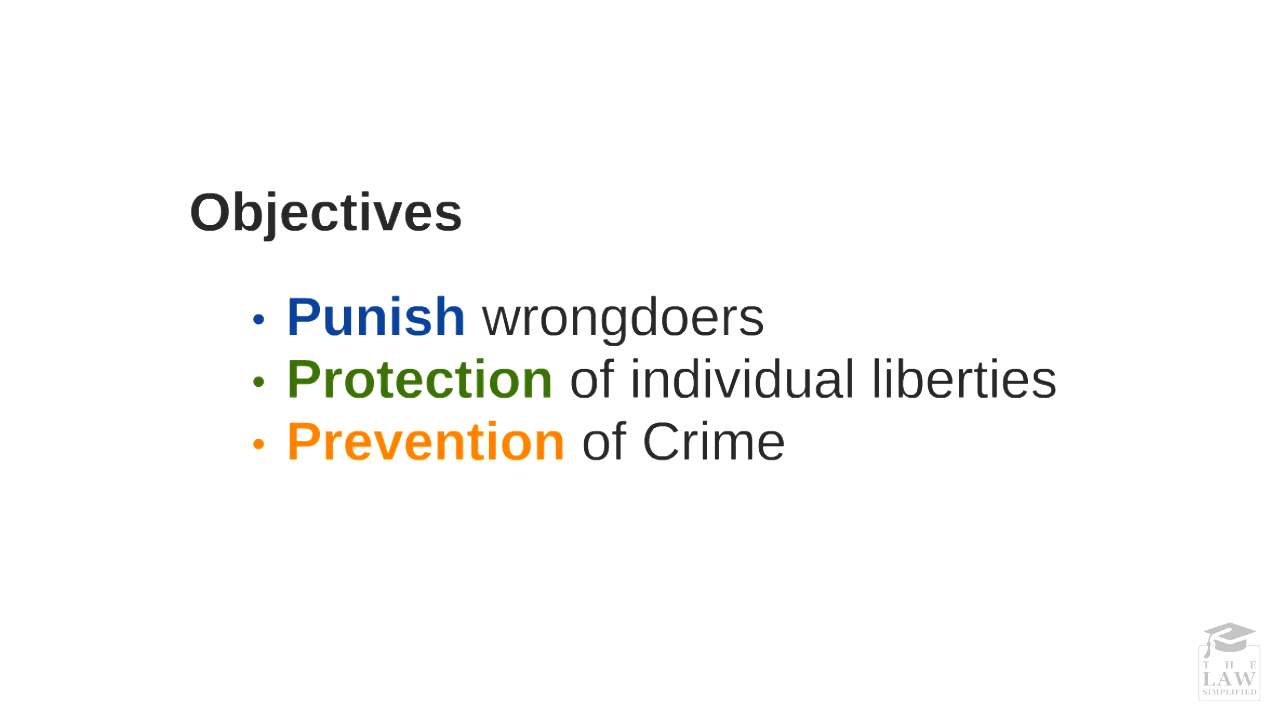 Objectives
• Punish wrongdoers
• Protection of individual liberties
• Prevention of Crime
THE
LAW
SIMPLIFIED